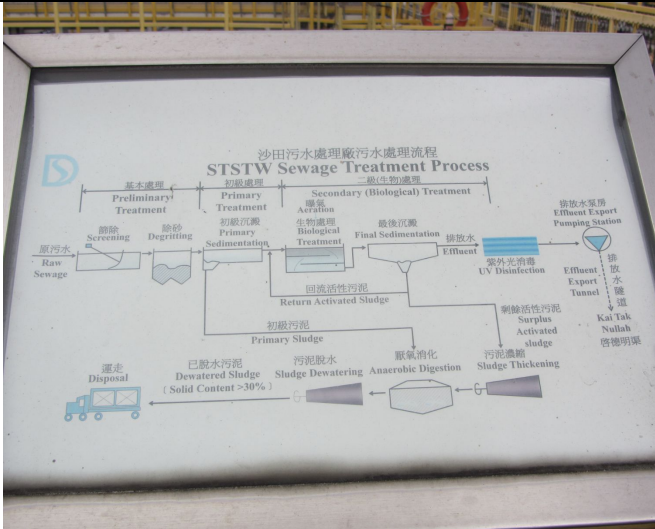 沙田污水處理廠污水處理流程
STSTW Sewage Treatment Process
基本處理
Preliminary
Treatment
初級處理
Primary
Treatment
二級(生物)處理
Secondary (Biological) Treatment
原污水
Raw
Sewage
篩除
Screening
除砂
Degritting
初級沉澱
Primary
Sedimentation
曝氣
Aeration
生物處理
Biological
Treatment
最後沉澱
Final Sedimentation
排放水
Effluent
紫外光消毒
UV Disinfection
排放水泵房
Effluent Export
Pumping Station
Effluent
Export
Tunnel
排放水隧道
Kai Tak
Nullah
啓德明渠
回流活性污泥
Return Activated Sludge
剩餘活性污泥
Surplus
Activated
sludge
初級污泥
Primary Sludge
運走
Disposal
已脫水污泥
Dewatered Sludge
( Solid Content >30% )
污泥脫水
Sludge Dewatering
厭氧消化
Anaerobic Digestion
污泥濃縮
Sludge Thickening